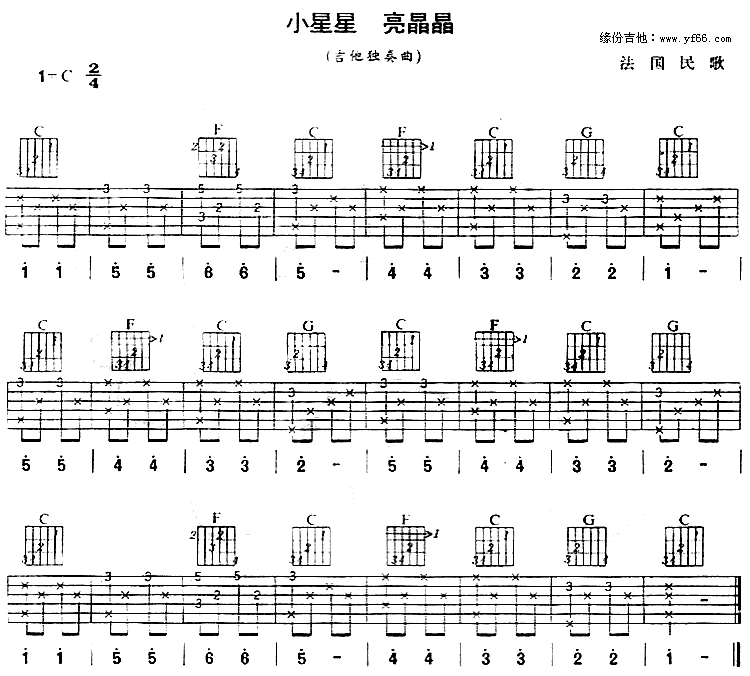 小星星 亮晶晶
(吉他独奏曲)
缘份吉他：www.yf66.com
1=C 2/4
法国民歌
C F C F C G C
1 1 | 5 5 | 6 6 | 5 - | 4 4 | 3 3 | 2 2 | 1 - |
C F C G C F C G
5 5 | 4 4 | 3 3 | 2 - | 5 5 | 4 4 | 3 3 | 2 - |
C F C F C G C
1 1 | 5 5 | 6 6 | 5 - | 4 4 | 3 3 | 2 2 | 1 - |